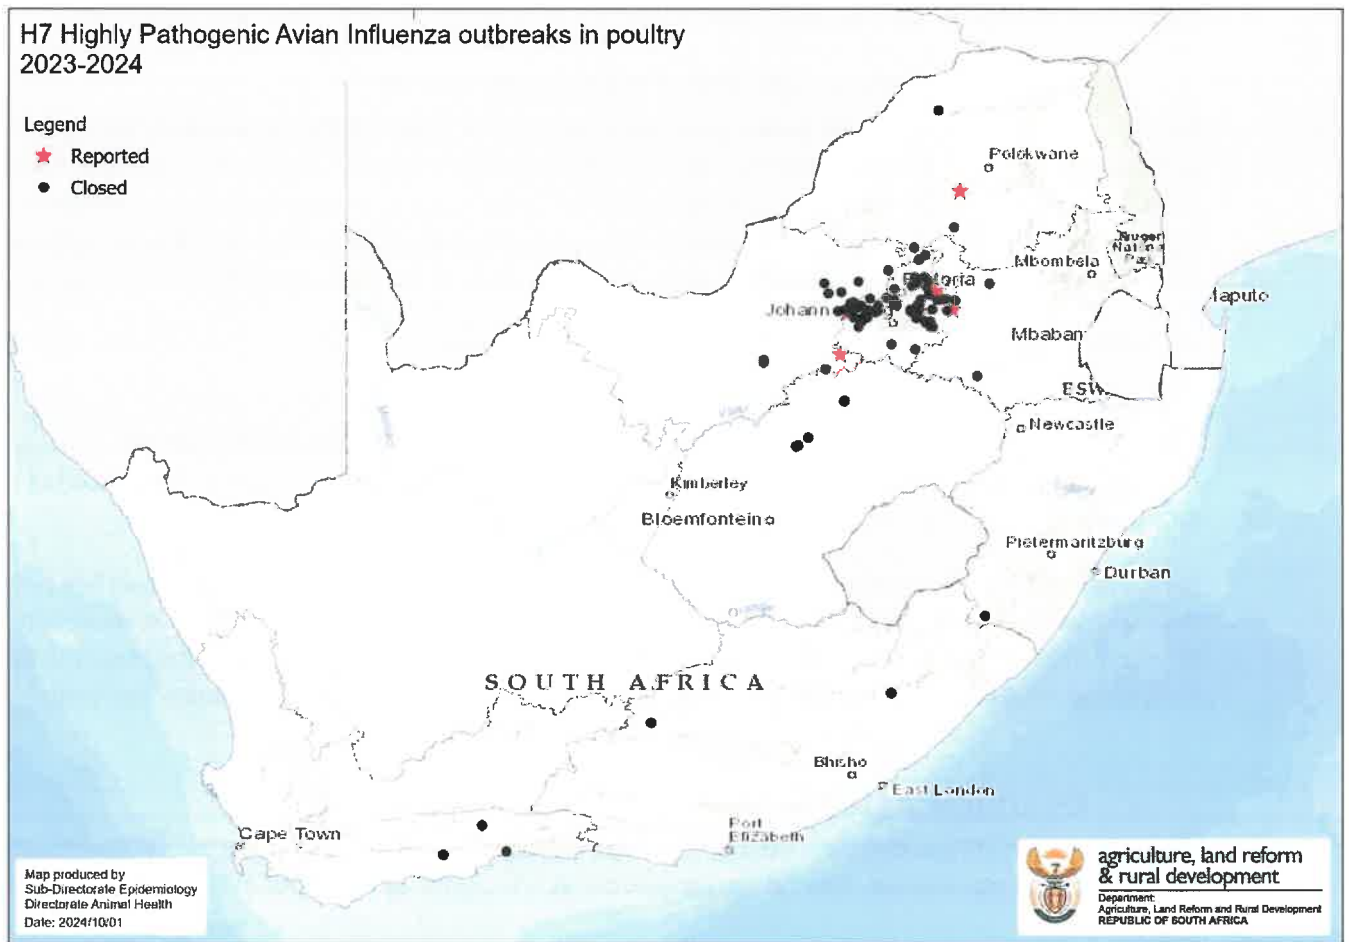 H7 Highly Pathogenic Avian Influenza outbreaks in poultry
2023-2024
Legend
Reported
Closed
Polokwane
Kruger
Mbombela
Pretoria
Johann
taputo
Mbaban
ESW
Newcastle
Kimberley
Bloemfontein
Pietermaritzburg
Durban
SOUTH AFRICA
Bhisho
East London
Port
Elizabeth
Cape Town
Map produced by
Sub-Directorate Epidemiology
Directorate Animal Health
Date: 2024/10/01
agriculture, land reform
& rural development
Department:
Agriculture, Land Reform and Rural Development
REPUBLIC OF SOUTH AFRICA